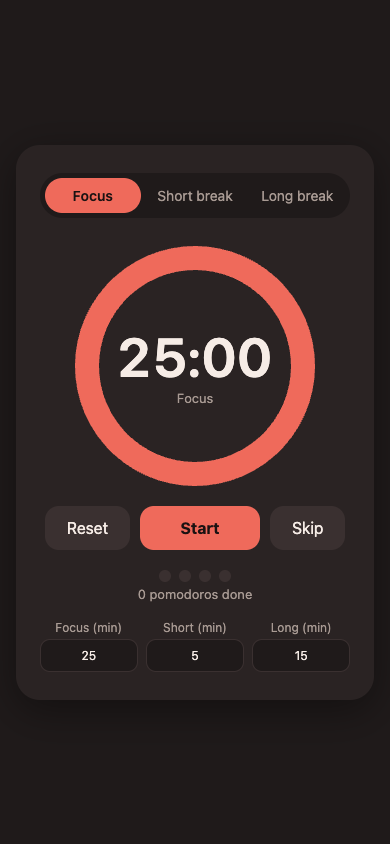 Focus Short break Long break
25:00
Focus
Reset Start Skip
0 pomodoros done
Focus (min) Short (min) Long (min)
25 5 15